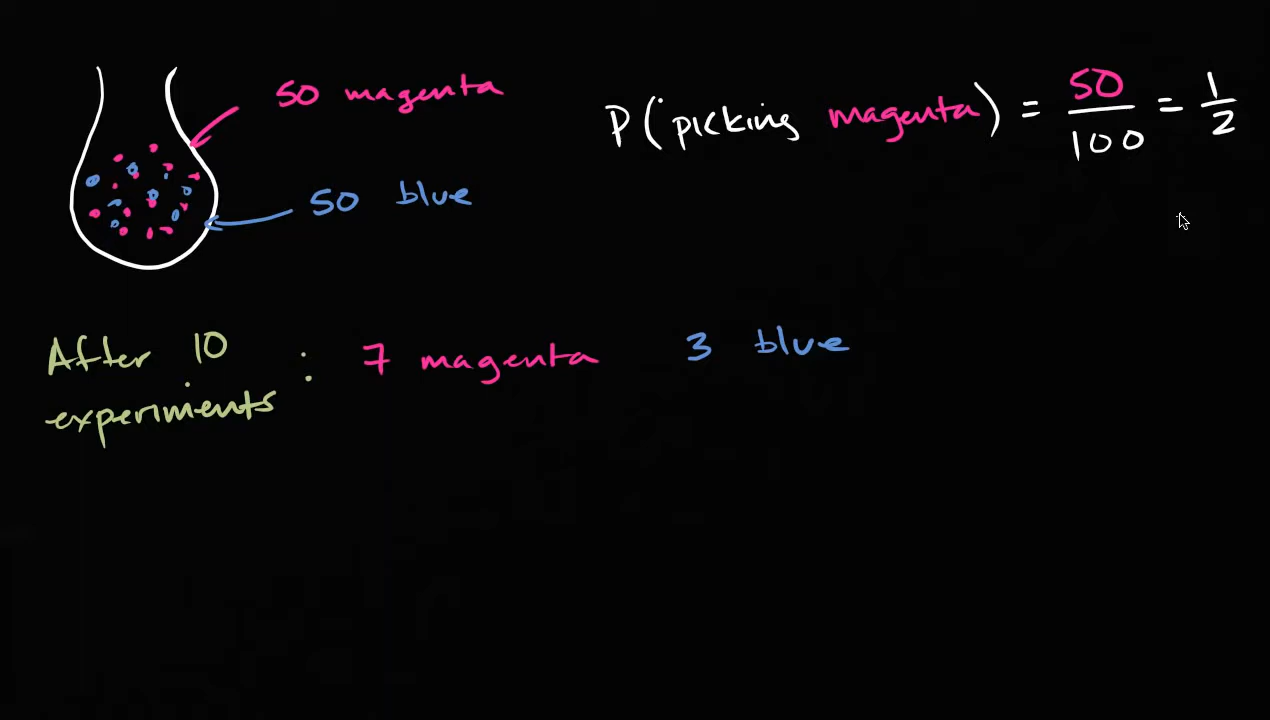 50 magenta
50 blue
P(picking magenta) = 50/100 = 1/2
After 10 experiments : 7 magenta 3 blue